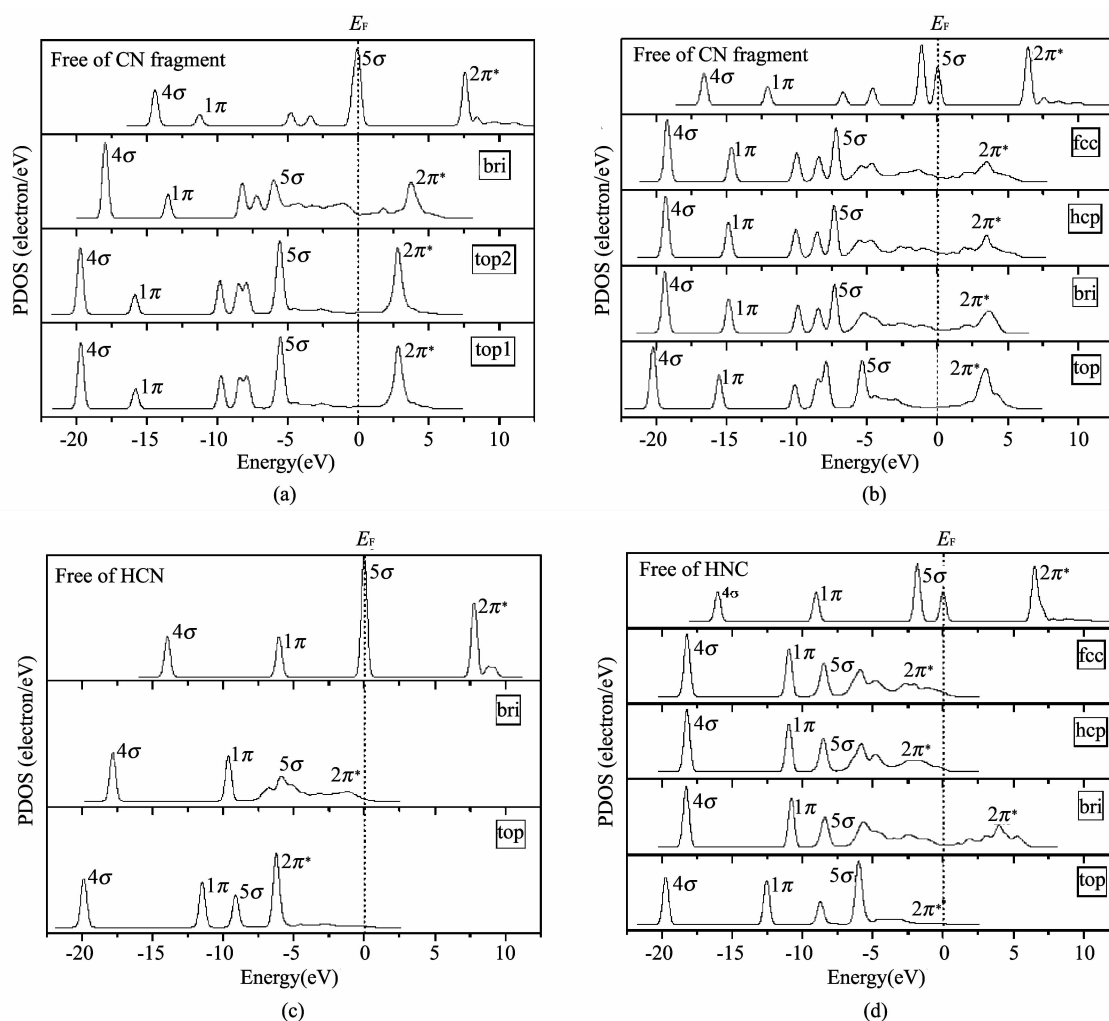 E_F
Free of CN fragment
4σ
1π
5σ
2π*
bri
4σ
1π
5σ
2π*
top2
4σ
1π
5σ
2π*
top1
4σ
1π
5σ
2π*
PDOS (electron/eV)
-20 -15 -10 -5 0 5 10
Energy(eV)
(a)
E_F
Free of CN fragment
4σ
1π
5σ
2π*
fcc
4σ
1π
5σ
2π*
hcp
4σ
1π
5σ
2π*
bri
4σ
1π
5σ
2π*
top
4σ
1π
5σ
2π*
PDOS (electron/eV)
-20 -15 -10 -5 0 5 10
Energy(eV)
(b)
E_F
Free of HCN
4σ
1π
5σ
2π*
bri
4σ
1π
5σ
2π*
top
4σ
1π
5σ
2π*
PDOS (electron/eV)
-20 -15 -10 -5 0 5 10
Energy(eV)
(c)
E_F
Free of HNC
4σ
1π
5σ
2π*
fcc
4σ
1π
5σ
2π*
hcp
4σ
1π
5σ
2π*
bri
4σ
1π
5σ
2π*
top
4σ
1π
5σ
2π*
PDOS (electron/eV)
-20 -15 -10 -5 0 5 10
Energy(eV)
(d)